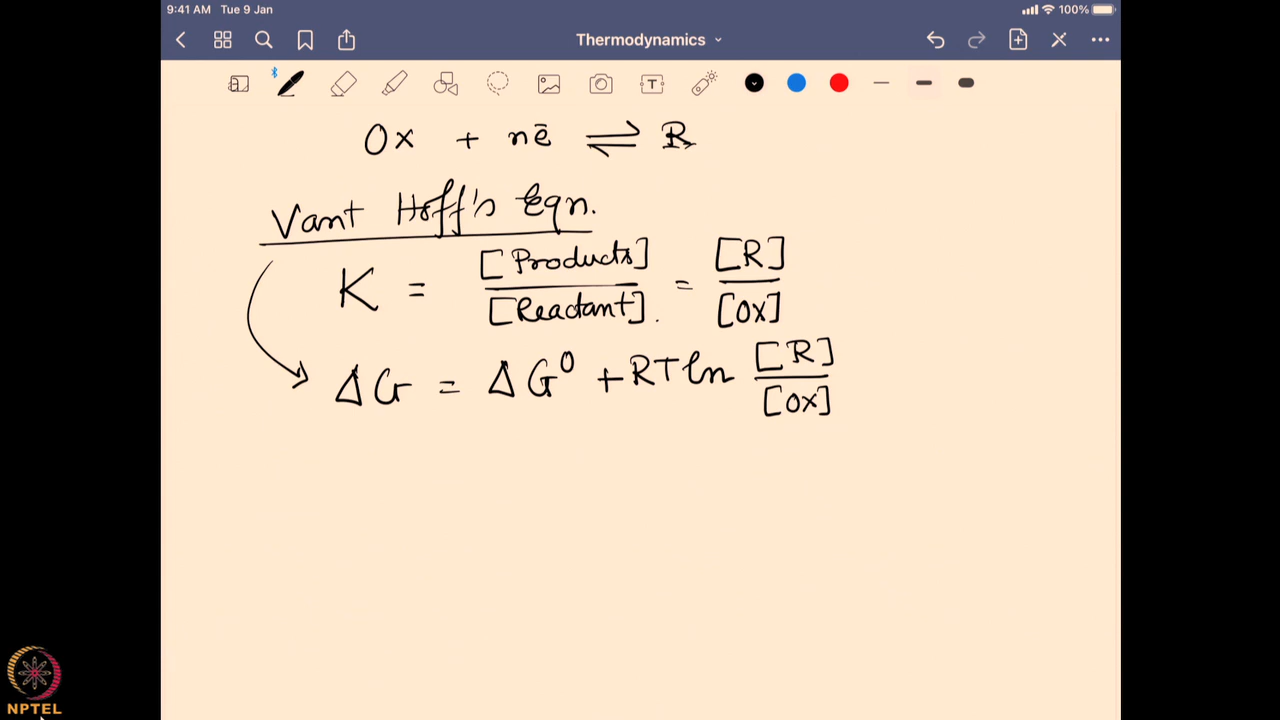 9:41 AM Tue 9 Jan
100%
Thermodynamics
T
Ox + nē ⇌ R
Vant Hoff's Eqn.
K = [Products] / [Reactant]. = [R] / [Ox]
ΔG = ΔG⁰ + RT ln [R] / [Ox]
NPTEL